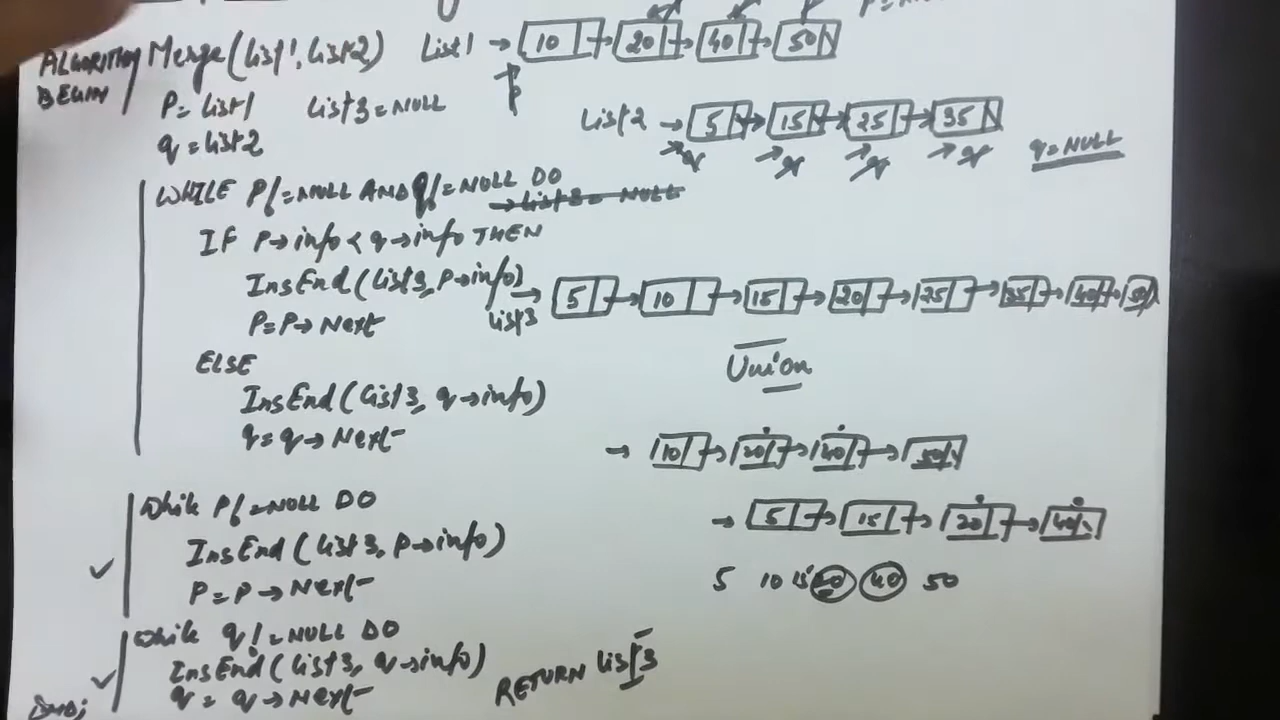 ALGORITHM Merge(List1, List2)
BEGIN
P = List1 List3 = NULL
q = List2
WHILE P != NULL AND q != NULL DO
IF P→info < q→info THEN
InsEnd(List3, P→info)
P = P→Next
ELSE
InsEnd(List3, q→info)
q = q→Next
While P != NULL DO
InsEnd(List3, P→info)
P = P→Next
While q != NULL DO
InsEnd(List3, q→info)
q = q→Next
RETURN List3
END;
List1 → 10 → 20 → 40 → 50
P
List2 → 5 → 15 → 25 → 35
q q q q
q = NULL
List3 → 5 → 10 → 15 → 20 → 25 → 35 → 40 → 50
Union
→ 10 → 20 → 40 → 50
→ 5 → 15 → 20 → 40
5 10 15 20 40 50